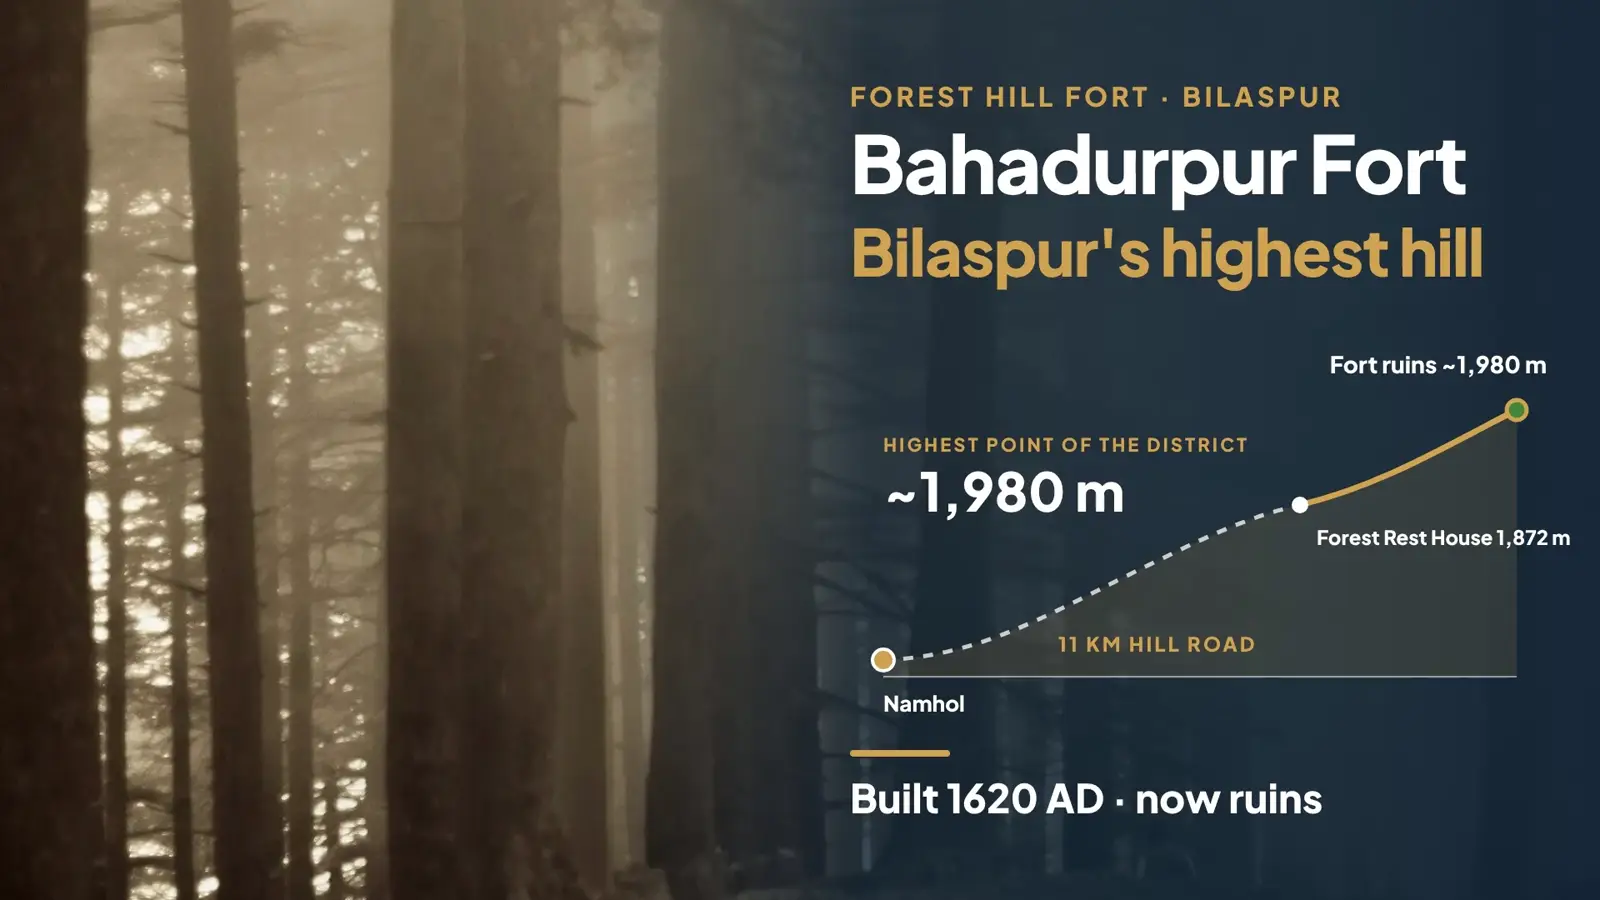 FOREST HILL FORT · BILASPUR
Bahadurpur Fort
Bilaspur's highest hill
Fort ruins ~1,980 m
HIGHEST POINT OF THE DISTRICT
~1,980 m
Forest Rest House 1,872 m
11 KM HILL ROAD
Namhol
Built 1620 AD · now ruins